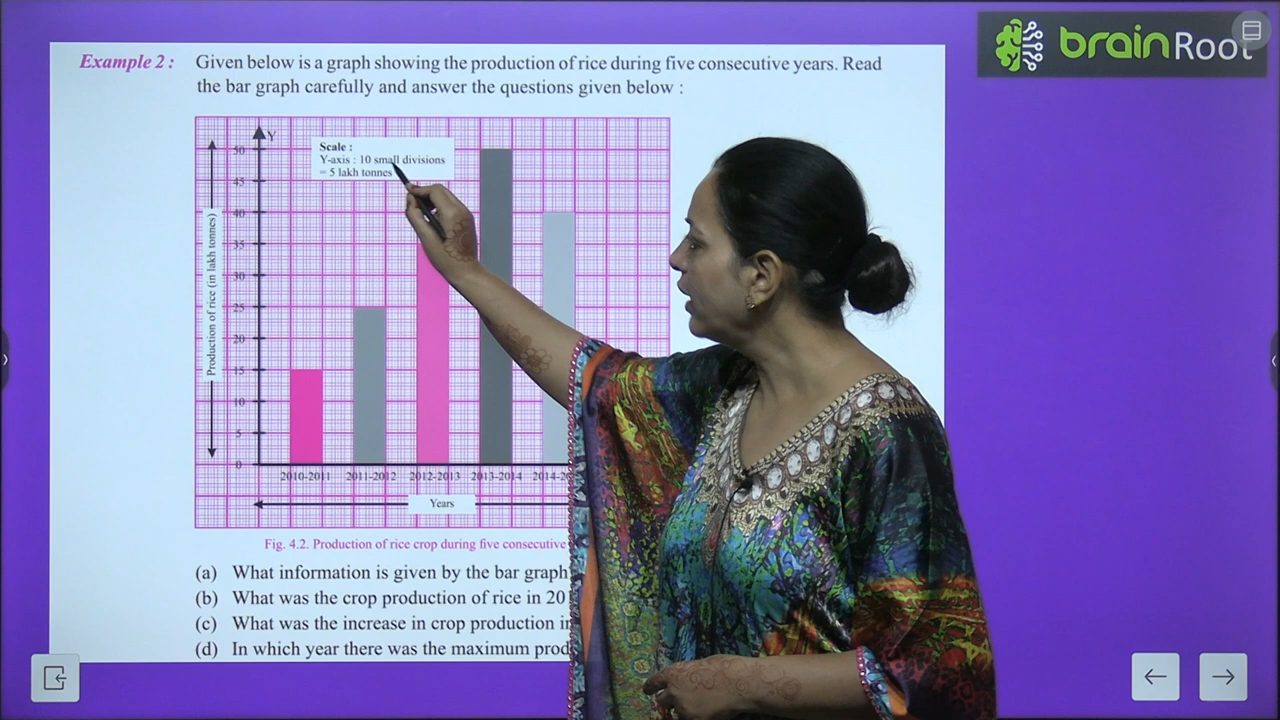 brainRoot
Example 2 : Given below is a graph showing the production of rice during five consecutive years. Read
the bar graph carefully and answer the questions given below :
Y
Scale :
Y-axis : 10 small divisions
= 5 lakh tonnes
50
45
40
35
30
25
20
15
10
5
0
Production of rice (in lakh tonnes)
2010-2011 2011-2012 2012-2013 2013-2014 2014-2
Years
Fig. 4.2. Production of rice crop during five consecutive
(a) What information is given by the bar graph
(b) What was the crop production of rice in 20
(c) What was the increase in crop production in
(d) In which year there was the maximum prod